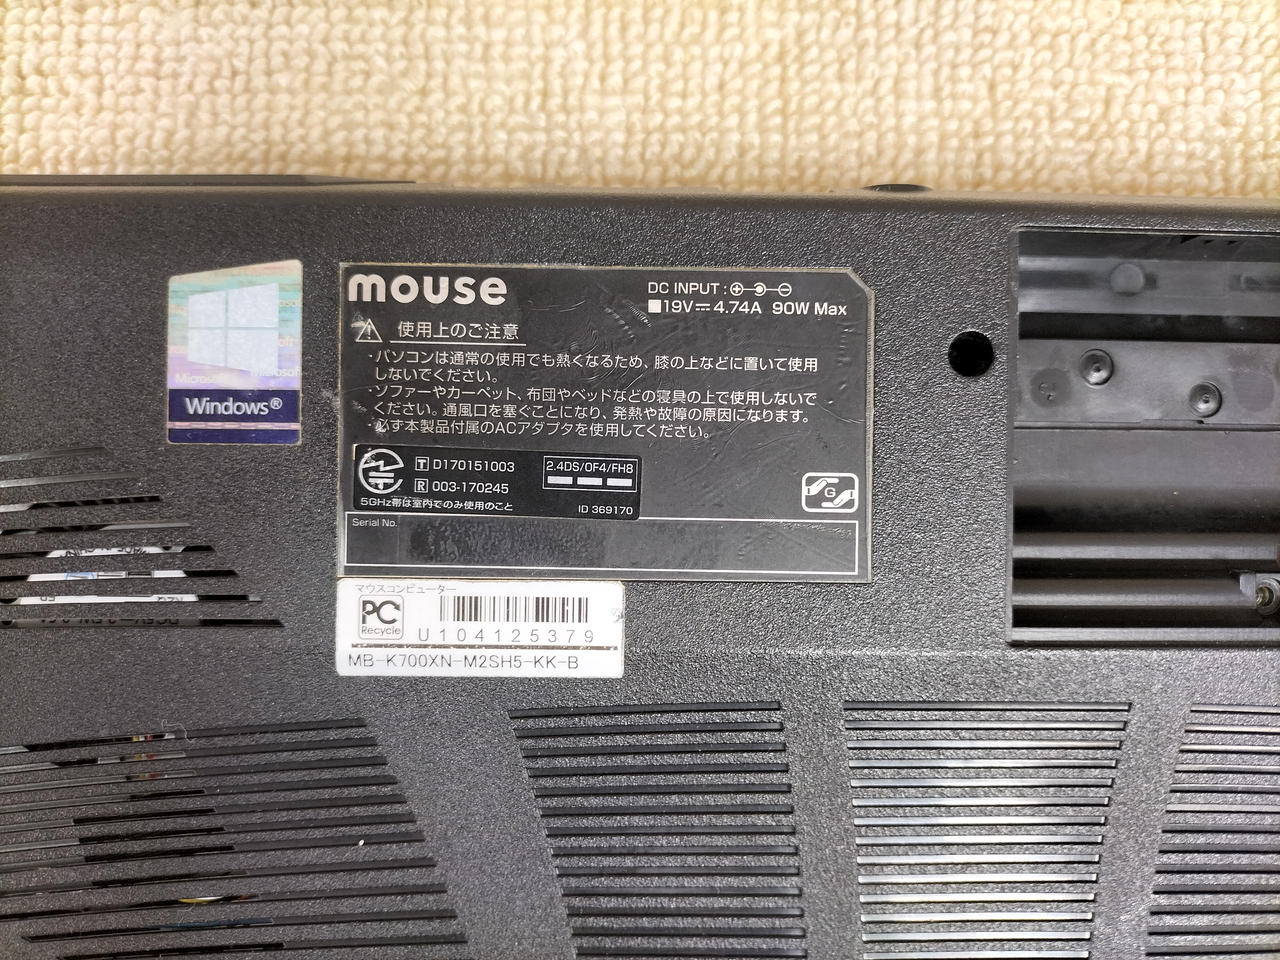 mouse
DC INPUT :
19V 4.74A 90W Max
使用上のご注意
・パソコンは通常の使用でも熱くなるため、膝の上などに置いて使用
しないでください。
・ソファーやカーペット、布団やベッドなどの寝具の上で使用しないで
ください。通風口を塞ぐことになり、発熱や故障の原因になります。
・必ず本製品付属のACアダプタを使用してください。
T D170151003
R 003-170245
2.4DS/OF4/FH8
5GHz帯は室内でのみ使用のこと
ID 369170
G
Serial No.
Microsoft
Windows®
マウスコンピューター
PC
Recycle
U104125379
MB-K700XN-M2SH5-KK-B